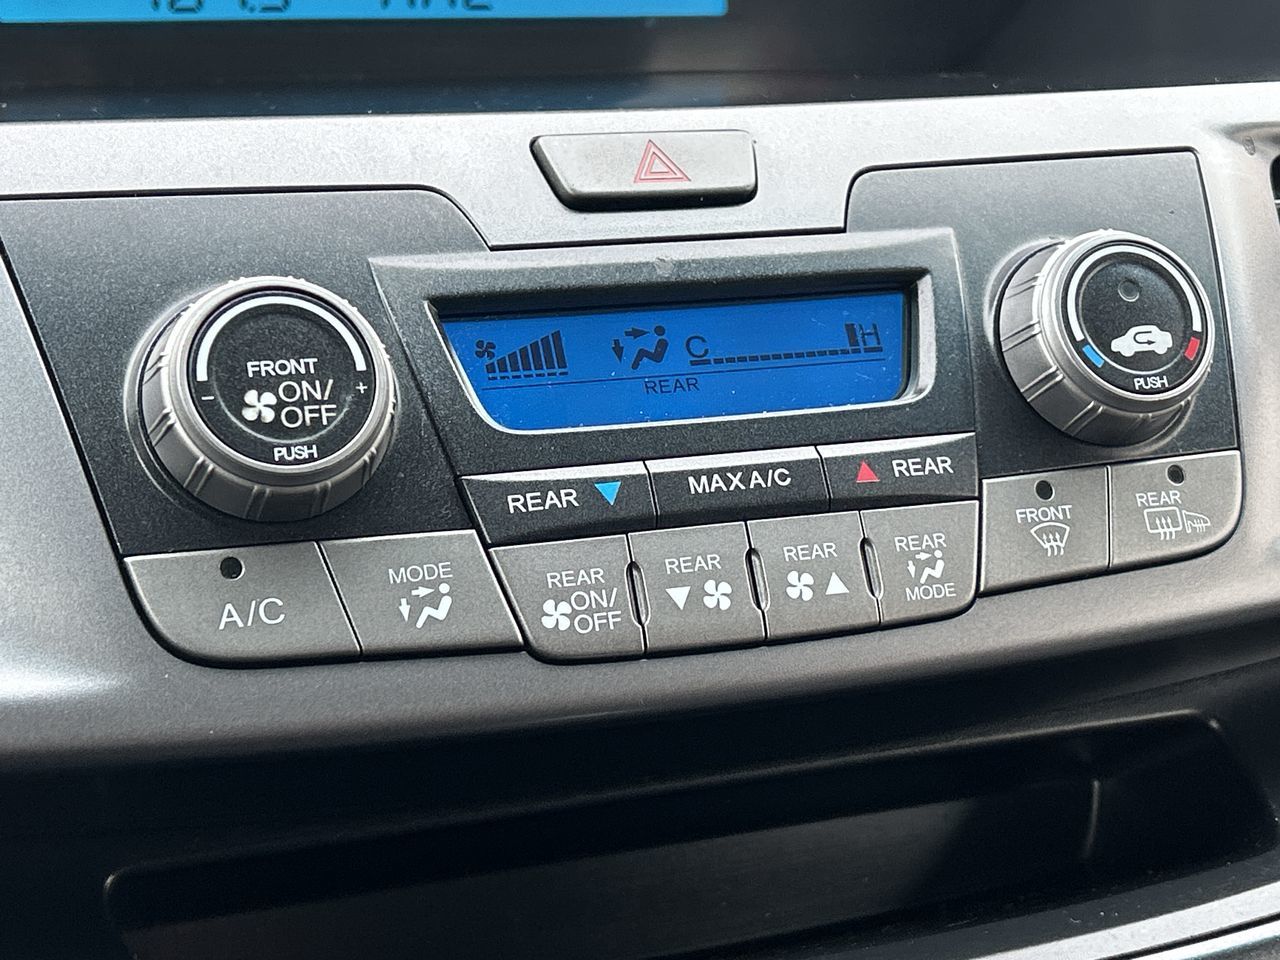 C
H
REAR
FRONT
- ON/ +
OFF
PUSH
PUSH
REAR
MAX A/C
REAR
FRONT
REAR
A/C
MODE
REAR
ON/
OFF
REAR
REAR
REAR
MODE